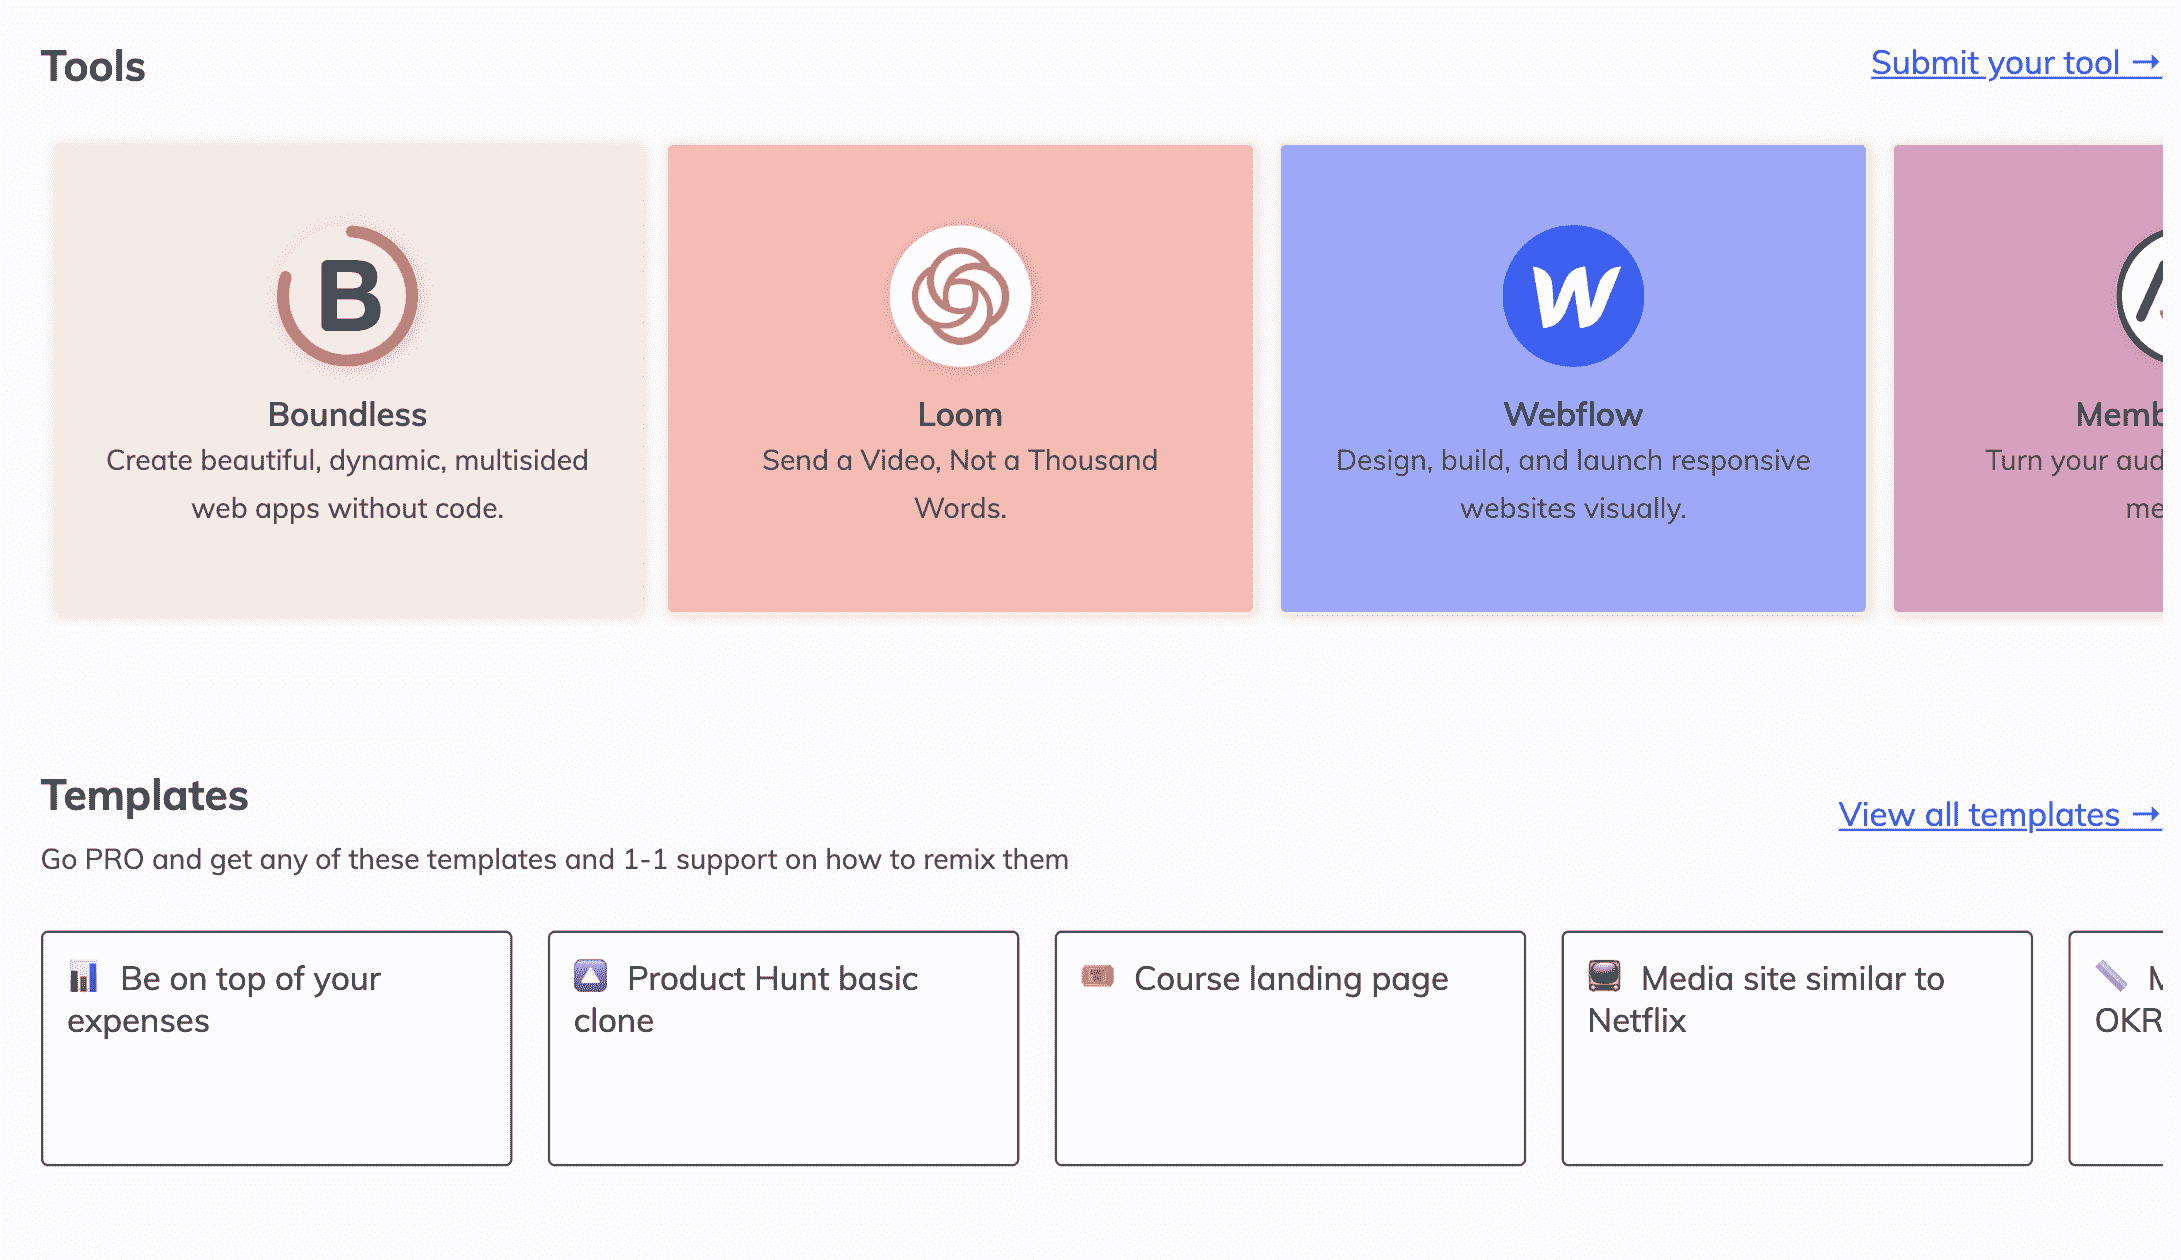 Tools
Submit your tool →
B
Boundless
Create beautiful, dynamic, multisided
web apps without code.
Loom
Send a Video, Not a Thousand
Words.
W
Webflow
Design, build, and launch responsive
websites visually.
Turn your
Templates
View all templates →
Go PRO and get any of these templates and 1-1 support on how to remix them
Be on top of your
expenses
Product Hunt basic
clone
Course landing page
Media site similar to
Netflix
OKR